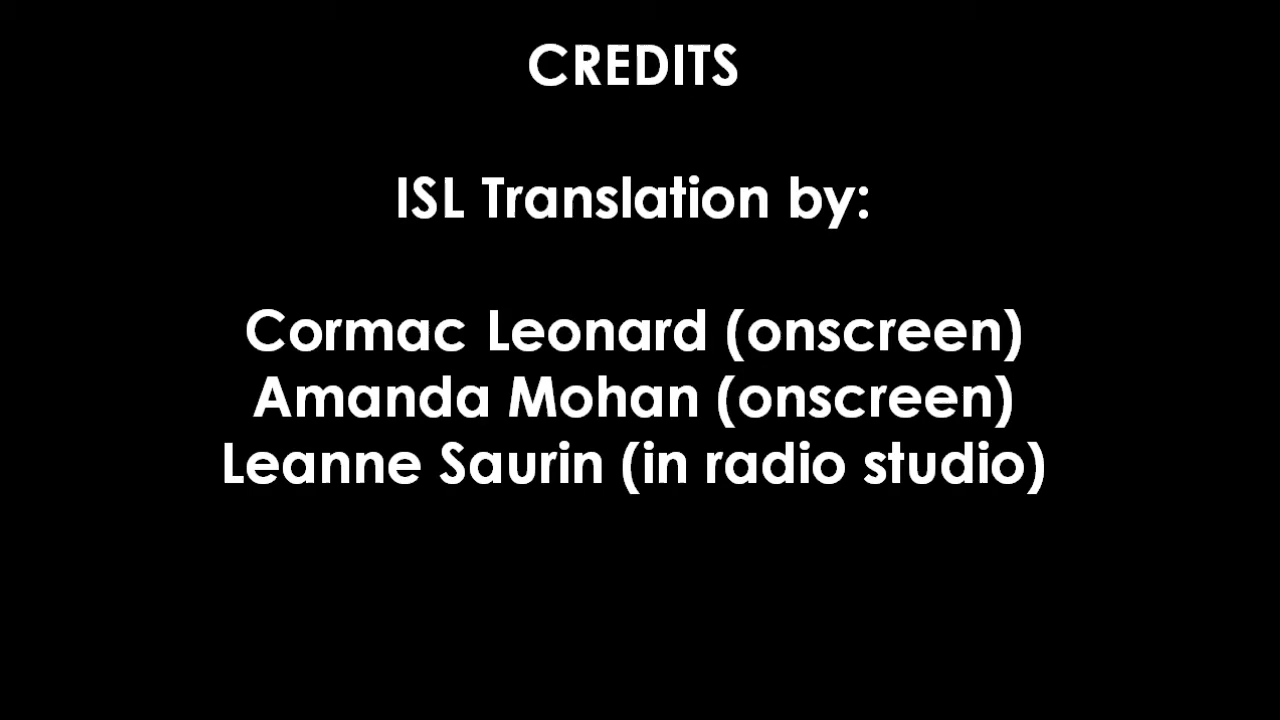 CREDITS
ISL Translation by:
Cormac Leonard (onscreen)
Amanda Mohan (onscreen)
Leanne Saurin (in radio studio)